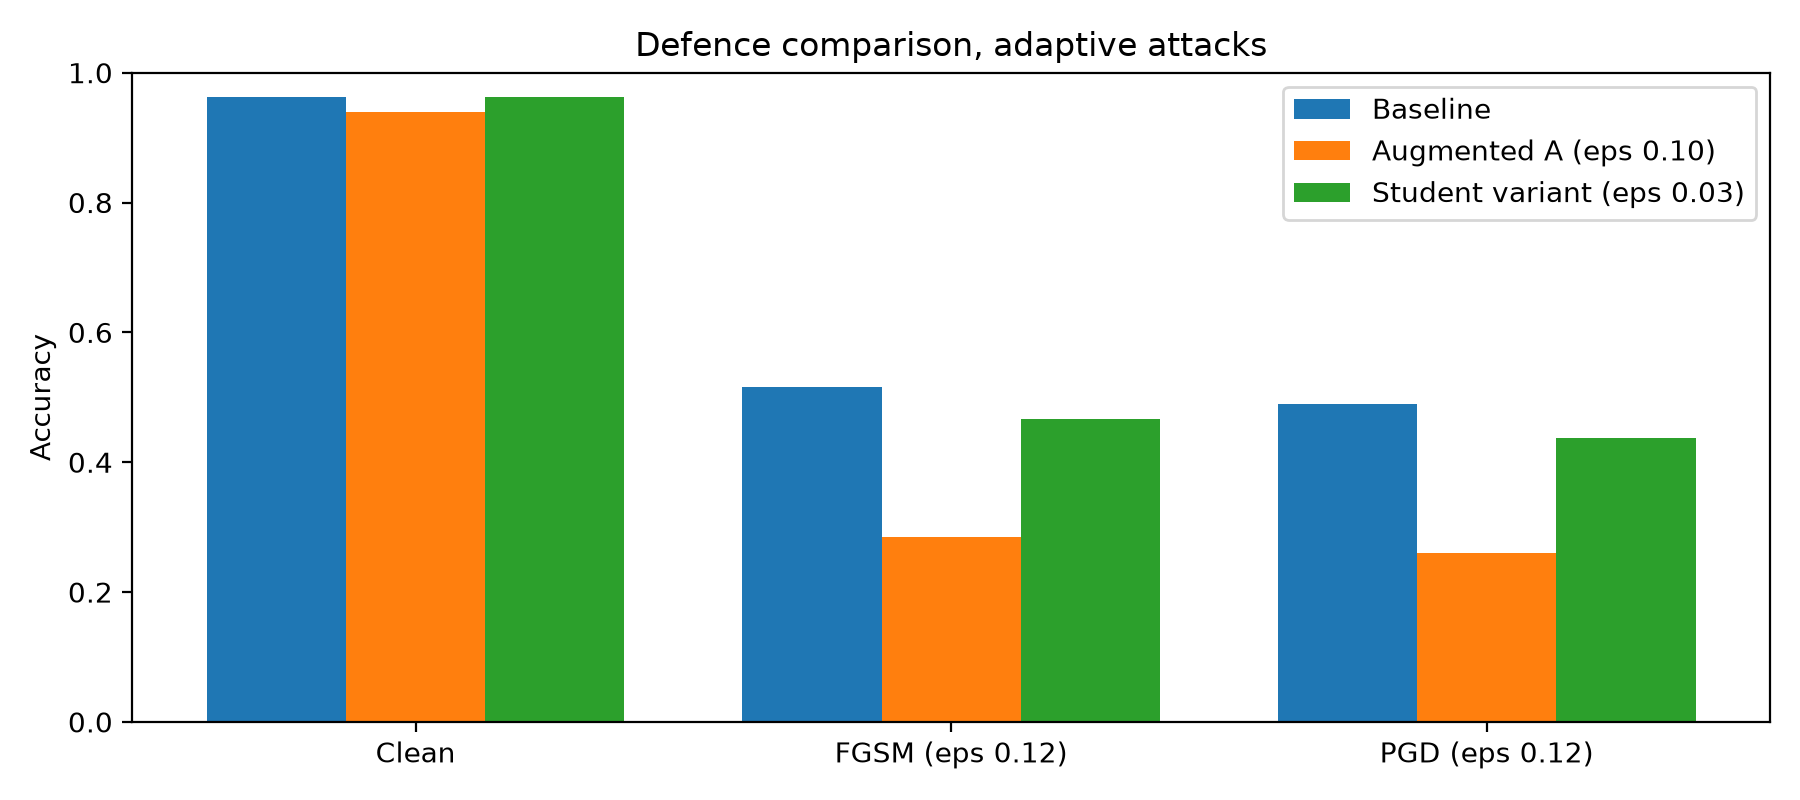 Defence comparison, adaptive attacks
1.0
0.8
0.6
0.4
0.2
0.0
Accuracy
Baseline
Augmented A (eps 0.10)
Student variant (eps 0.03)
Clean
FGSM (eps 0.12)
PGD (eps 0.12)